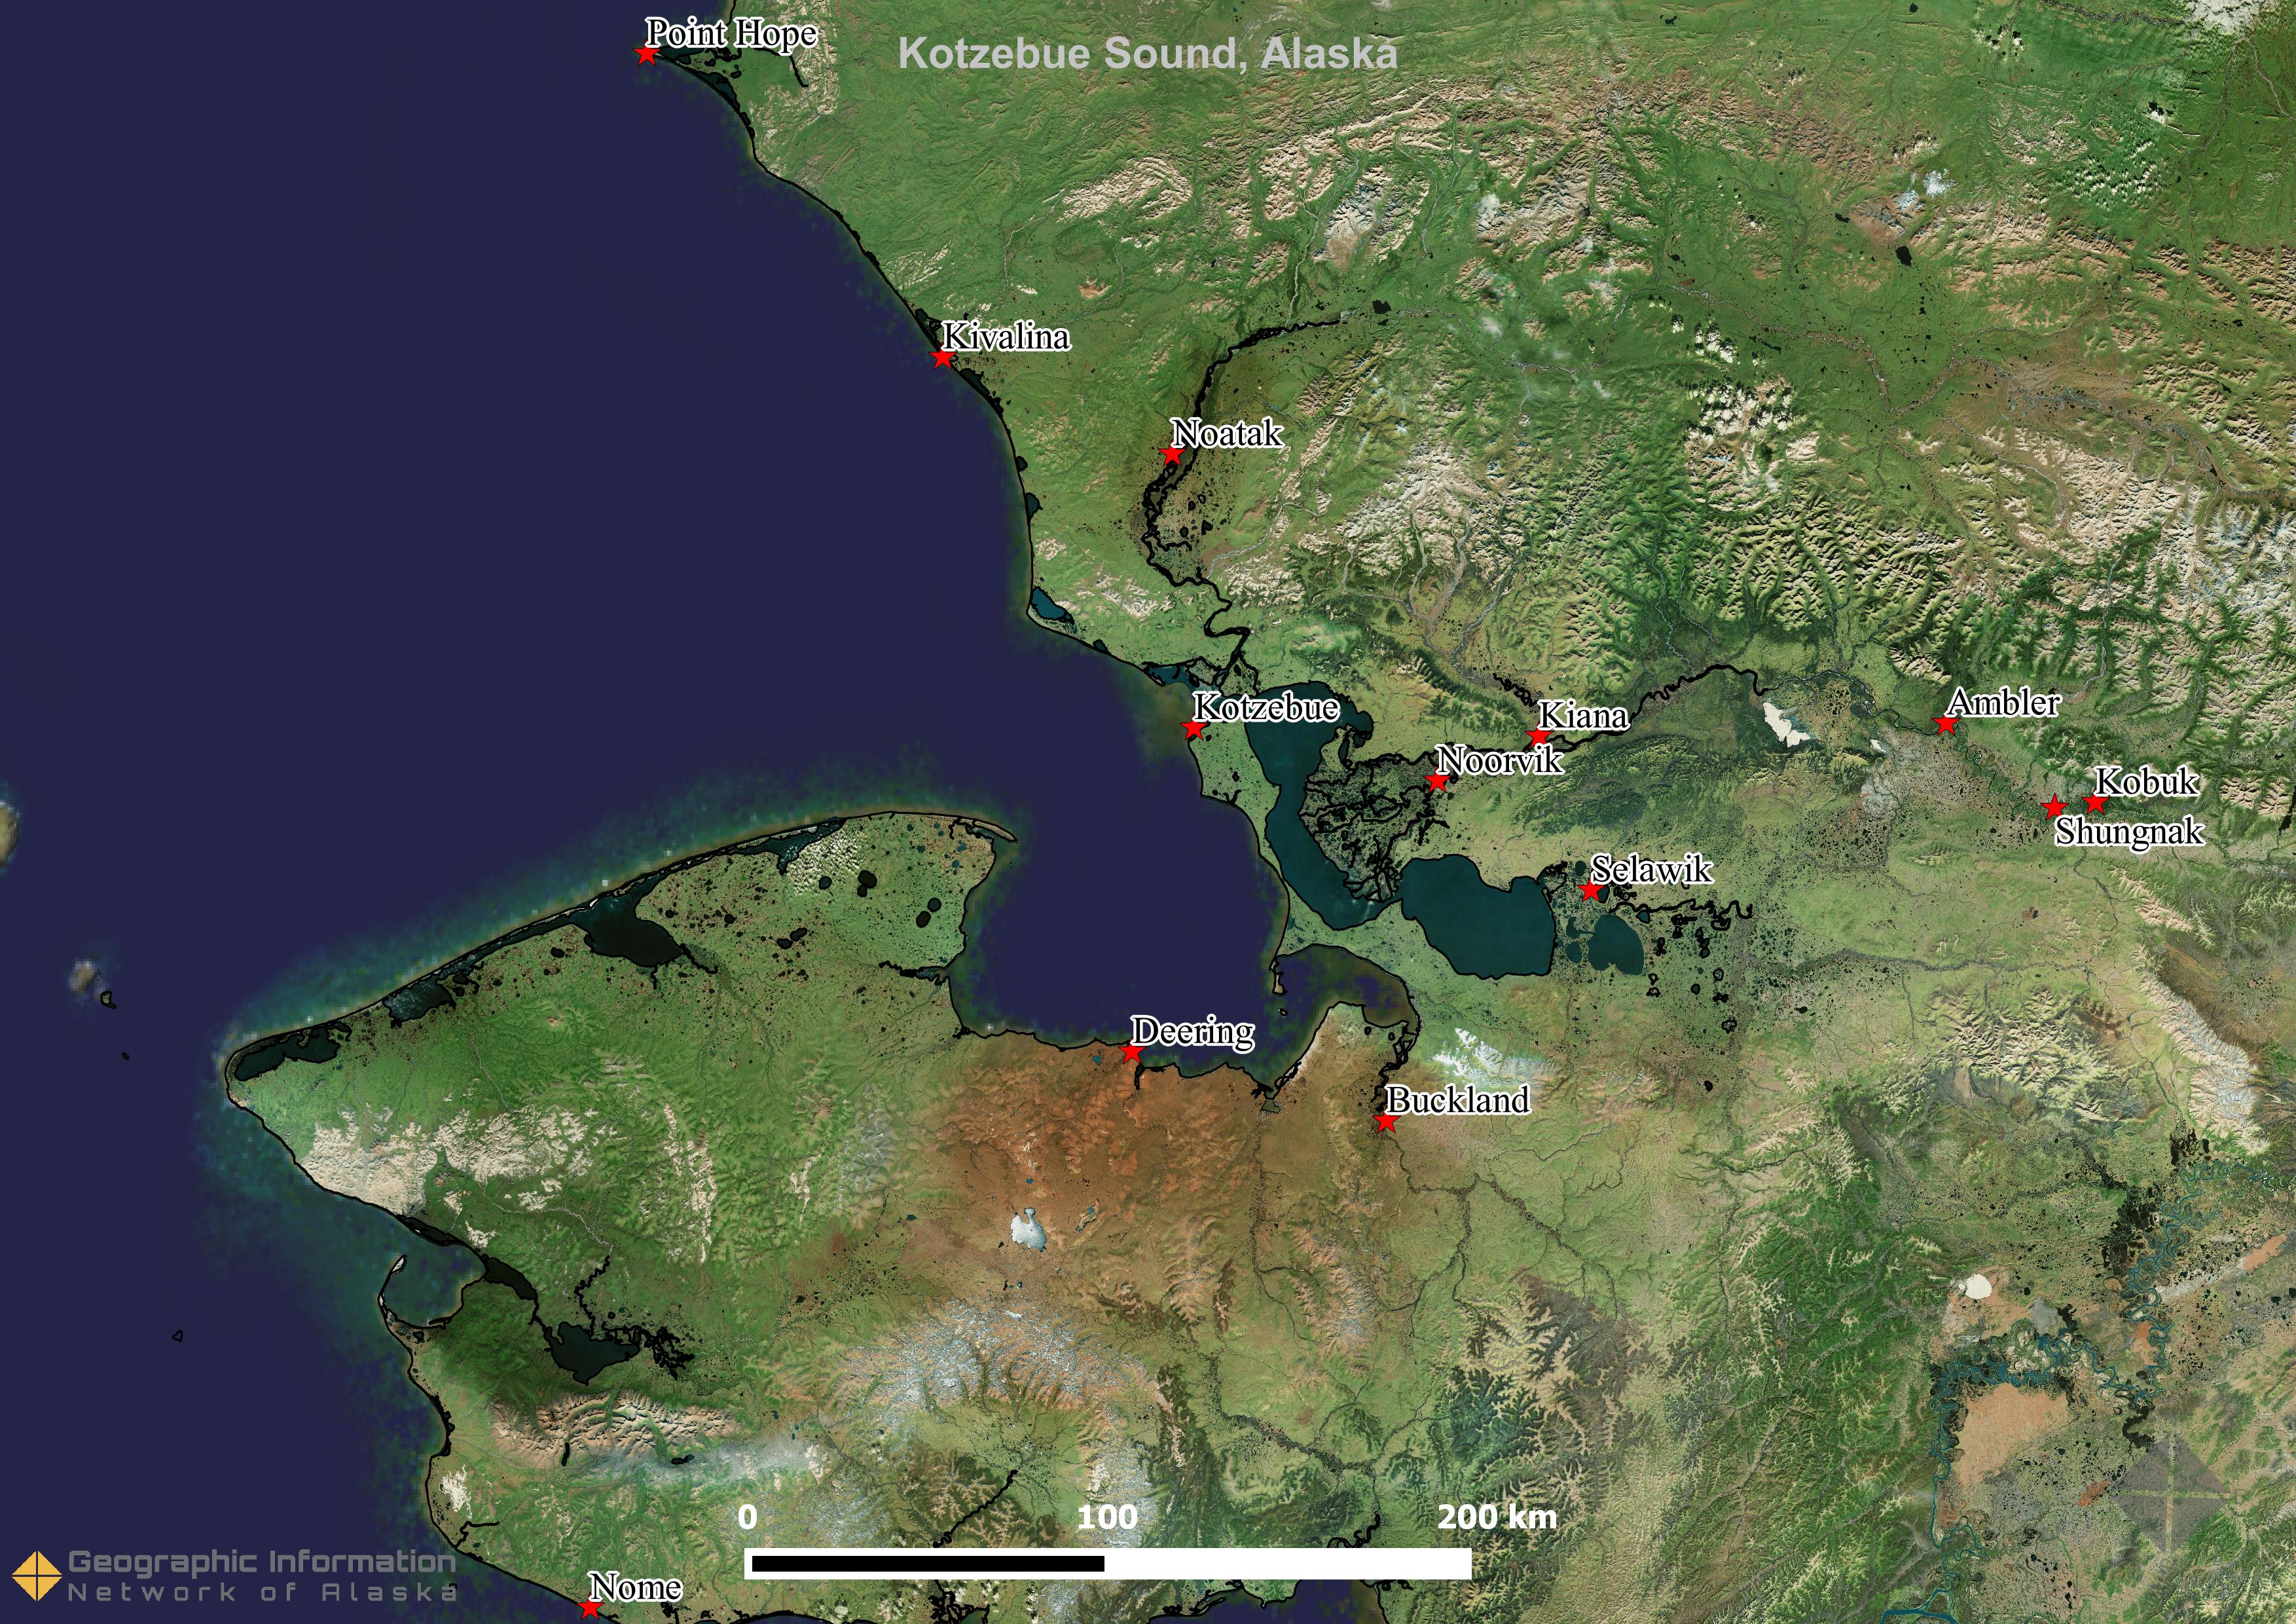 Point Hope
Kotzebue Sound, Alaska
Kivalina
Noatak
Kotzebue
Kiana
Ambler
Noorvik
Kobuk
Shungnak
Selawik
Deering
Buckland
0 100 200 km
Geographic Information
Network of Alaska
Nome